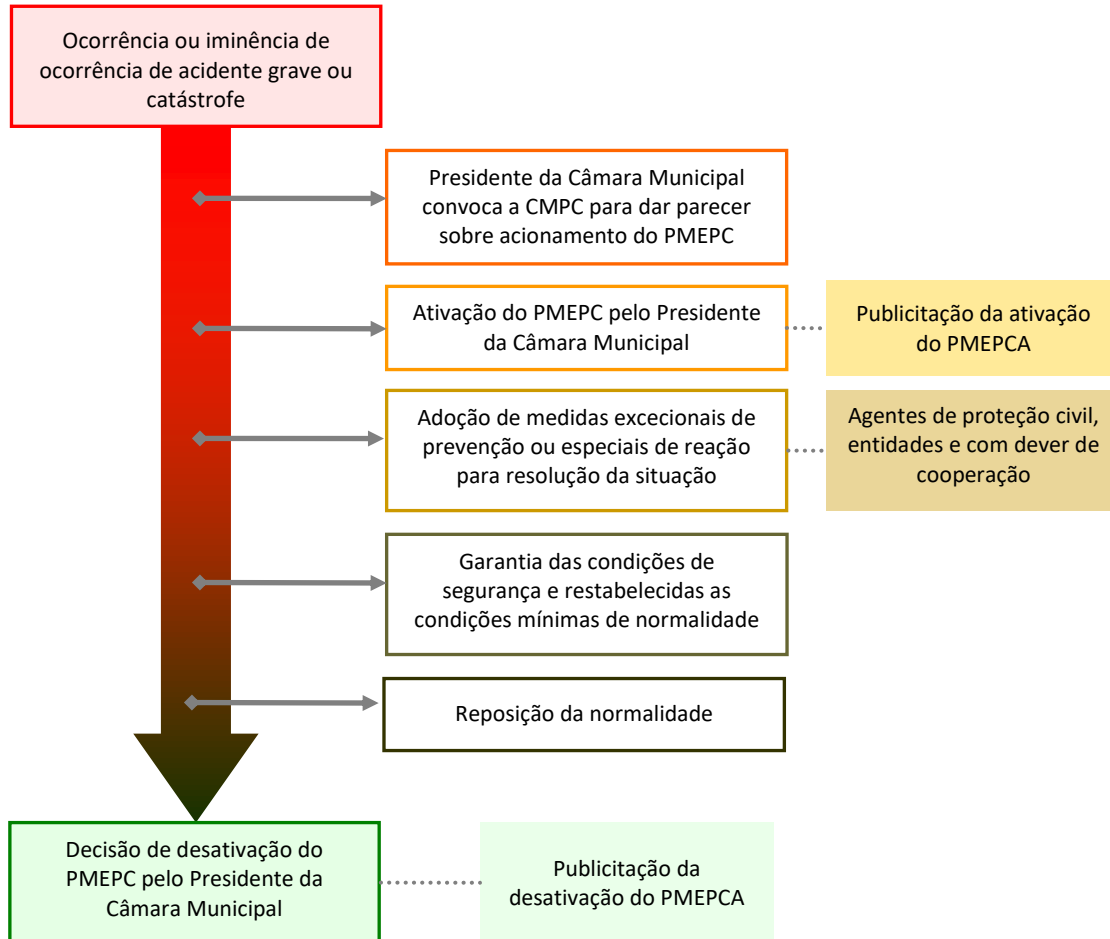 Ocorrência ou iminência de
ocorrência de acidente grave ou
catástrofe
Presidente da Câmara Municipal
convoca a CMPC para dar parecer
sobre acionamento do PMEPC
Ativação do PMEPC pelo Presidente
da Câmara Municipal
Publicitação da ativação
do PMEPCA
Adoção de medidas excecionais de
prevenção ou especiais de reação
para resolução da situação
Agentes de proteção civil,
entidades e com dever de
cooperação
Garantia das condições de
segurança e restabelecidas as
condições mínimas de normalidade
Reposição da normalidade
Decisão de desativação do
PMEPC pelo Presidente da
Câmara Municipal
Publicitação da
desativação do PMEPCA